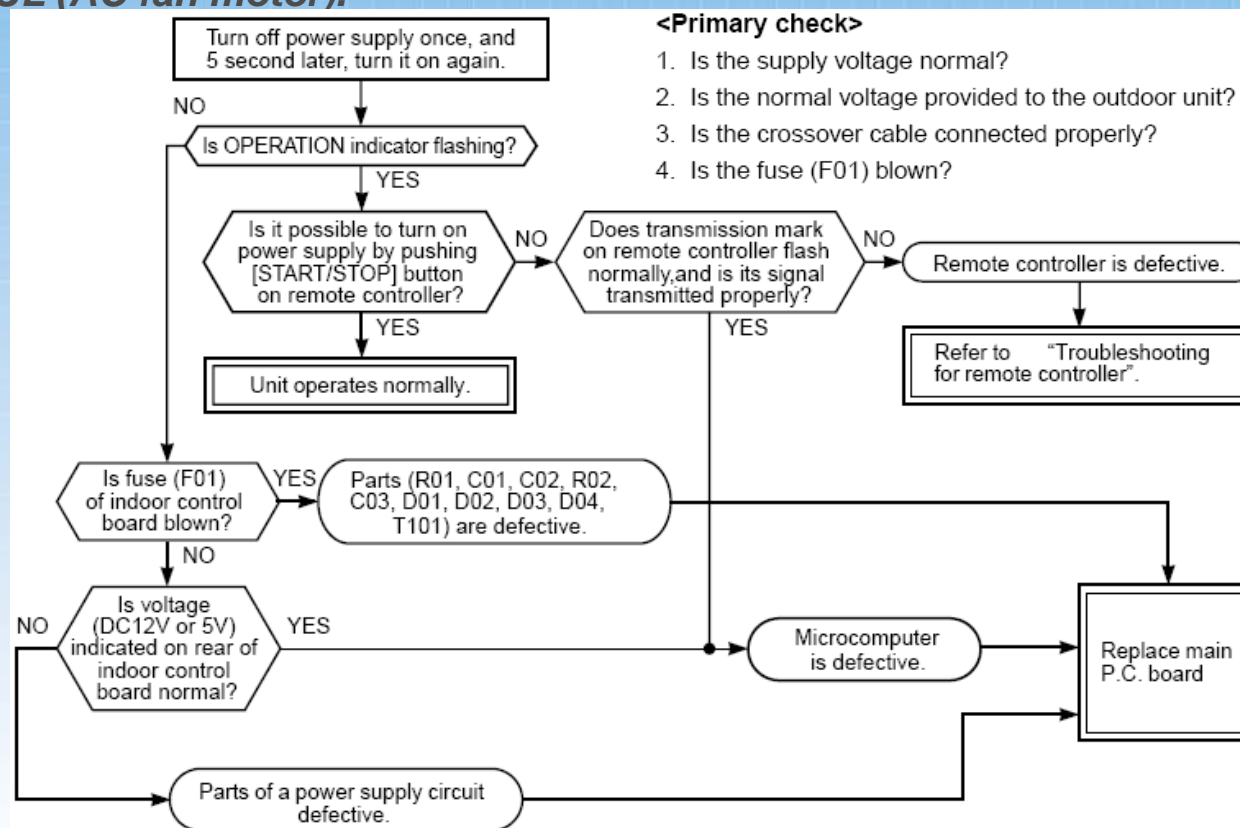 (AC fan motor).
<Primary check>
1. Is the supply voltage normal?
2. Is the normal voltage provided to the outdoor unit?
3. Is the crossover cable connected properly?
4. Is the fuse (F01) blown?
Turn off power supply once, and
5 second later, turn it on again.
NO
Is OPERATION indicator flashing?
YES
Is it possible to turn on
power supply by pushing
[START/STOP] button
on remote controller?
NO
Does transmission mark
on remote controller flash
normally,and is its signal
transmitted properly?
NO
Remote controller is defective.
YES
YES
Unit operates normally.
Refer to "Troubleshooting
for remote controller".
Is fuse (F01)
of indoor control
board blown?
YES
Parts (R01, C01, C02, R02,
C03, D01, D02, D03, D04,
T101) are defective.
NO
Is voltage
(DC12V or 5V)
indicated on rear of
indoor control
board normal?
NO
YES
Microcomputer
is defective.
Replace main
P.C. board
Parts of a power supply circuit
defective.